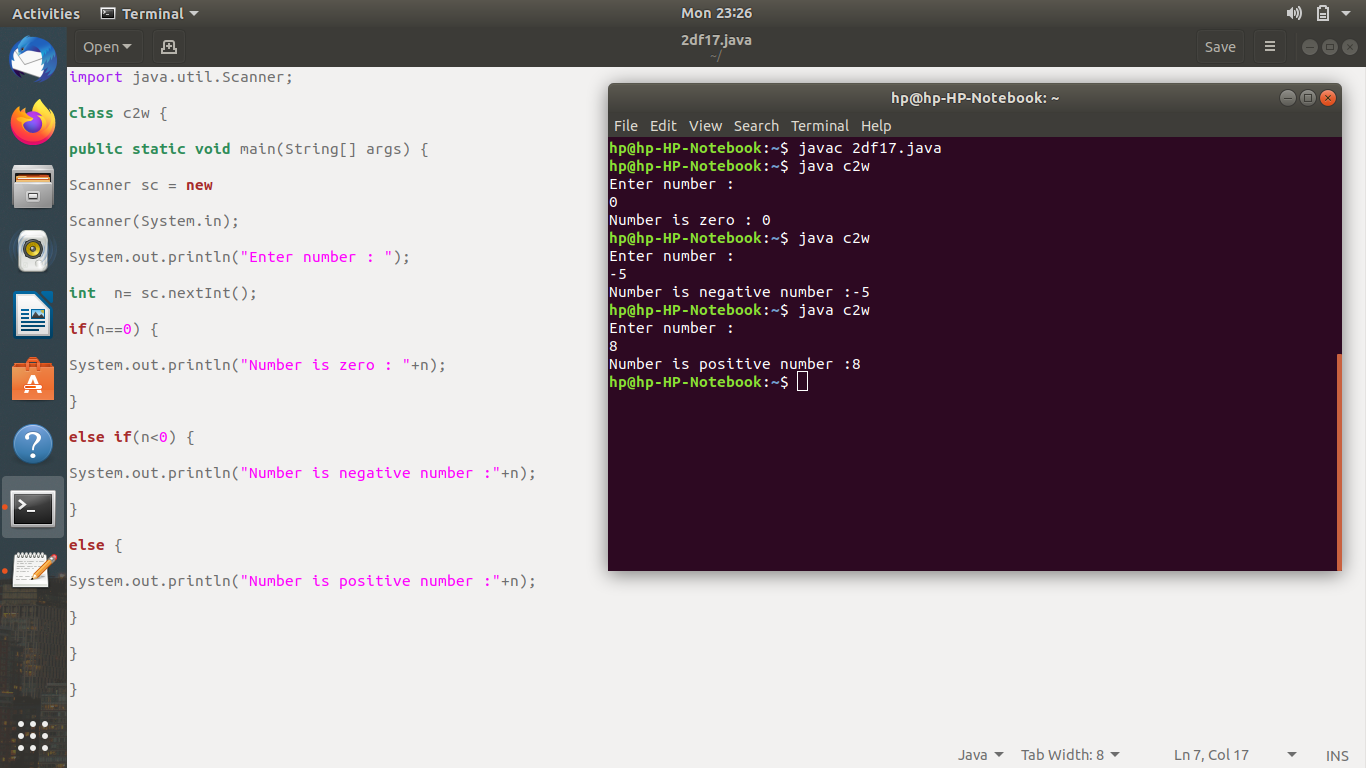 Activities Terminal Mon 23:26
Open 2df17.java Save
~/
import java.util.Scanner;
class c2w {
public static void main(String[] args) {
Scanner sc = new
Scanner(System.in);
System.out.println("Enter number : ");
int  n= sc.nextInt();
if(n==0) {
System.out.println("Number is zero : "+n);
}
else if(n<0) {
System.out.println("Number is negative number :"+n);
}
else {
System.out.println("Number is positive number :"+n);
}
}
}
hp@hp-HP-Notebook: ~
File Edit View Search Terminal Help
hp@hp-HP-Notebook:~$ javac 2df17.java
hp@hp-HP-Notebook:~$ java c2w
Enter number :
0
Number is zero : 0
hp@hp-HP-Notebook:~$ java c2w
Enter number :
-5
Number is negative number :-5
hp@hp-HP-Notebook:~$ java c2w
Enter number :
8
Number is positive number :8
hp@hp-HP-Notebook:~$
Java Tab Width: 8 Ln 7, Col 17 INS